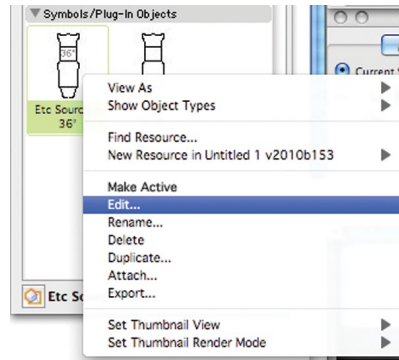 Symbols/Plug-In Objects
36°
Etc Sourc
36°
Current
View As
Show Object Types
Find Resource...
New Resource in Untitled 1 v2010b153
Make Active
Edit...
Rename...
Delete
Duplicate...
Attach...
Export...
Etc So
Set Thumbnail View
Set Thumbnail Render Mode